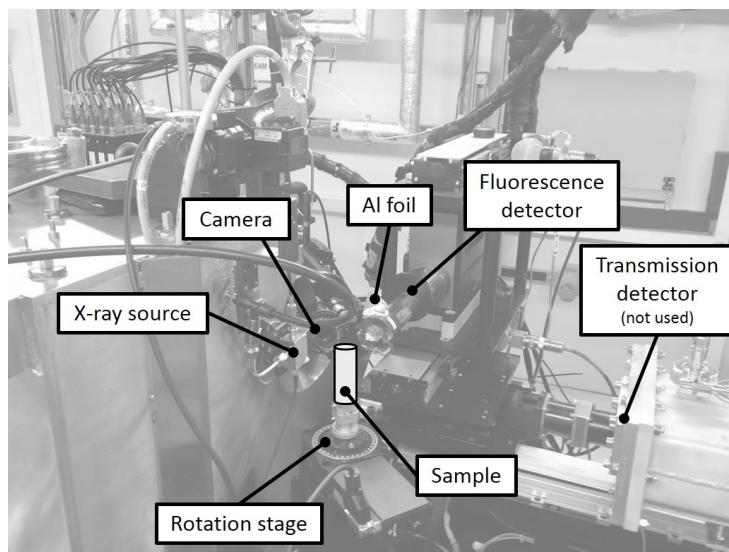 Fluorescence
detector
Al foil
Camera
Transmission
detector
(not used)
X-ray source
Sample
Rotation stage